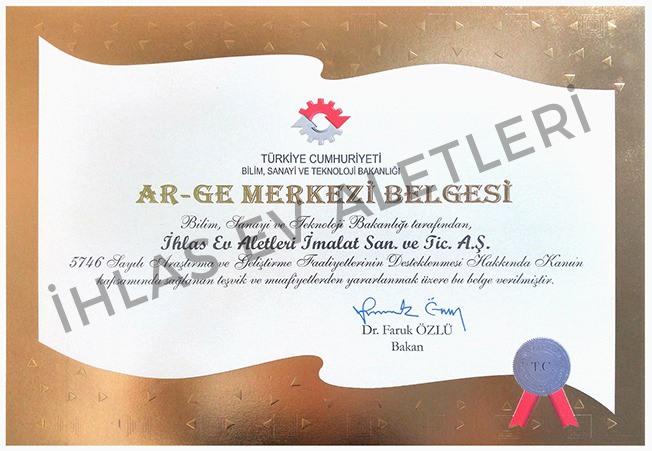 TÜRKİYE CUMHURİYETİ
BİLİM, SANAYİ VE TEKNOLOJİ BAKANLIĞI
AR-GE MERKEZİ BELGESİ
Bilim, Sanayi ve Teknoloji Bakanlığı tarafından,
İhlas Ev Aletleri İmalat San. ve Tic. A.Ş.
5746 Sayılı Araştırma ve Geliştirme Faaliyetlerinin Desteklenmesi Hakkında Kanun
kapsamında sağlanan teşvik ve muafiyetlerden yararlanmak üzere bu belge verilmiştir.
Dr. Faruk ÖZLÜ
Bakan
T C
İHLAS EV ALETLERİ